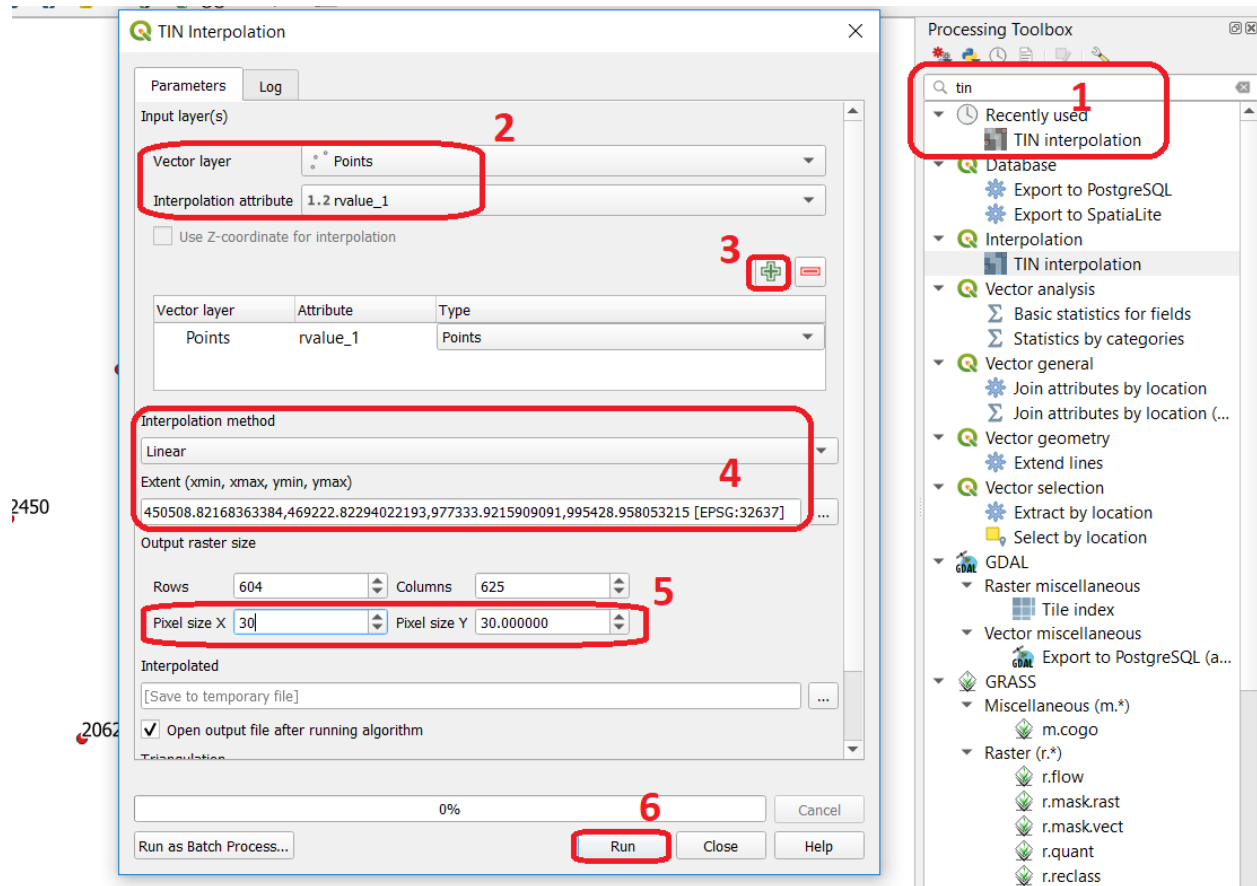 TIN Interpolation
Parameters Log
Input layer(s)
2
Vector layer Points
Interpolation attribute 1.2 rvalue_1
Use Z-coordinate for interpolation
3
Vector layer Attribute Type
Points rvalue_1 Points
Interpolation method
Linear
4
Extent (xmin, xmax, ymin, ymax)
450508.82168363384,469222.82294022193,977333.9215909091,995428.958053215 [EPSG:32637] ...
Output raster size
Rows 604 Columns 625
5
Pixel size X 30 Pixel size Y 30.000000
Interpolated
[Save to temporary file] ...
Open output file after running algorithm
Triangulation
0% Cancel
6
Run as Batch Process... Run Close Help
2450
2062
Processing Toolbox
tin
1
Recently used
TIN interpolation
Database
Export to PostgreSQL
Export to SpatiaLite
Interpolation
TIN interpolation
Vector analysis
Basic statistics for fields
Statistics by categories
Vector general
Join attributes by location
Join attributes by location (...
Vector geometry
Extend lines
Vector selection
Extract by location
Select by location
GDAL
Raster miscellaneous
Tile index
Vector miscellaneous
Export to PostgreSQL (a...
GRASS
Miscellaneous (m.*)
m.cogo
Raster (r.*)
r.flow
r.mask.rast
r.mask.vect
r.quant
r.reclass